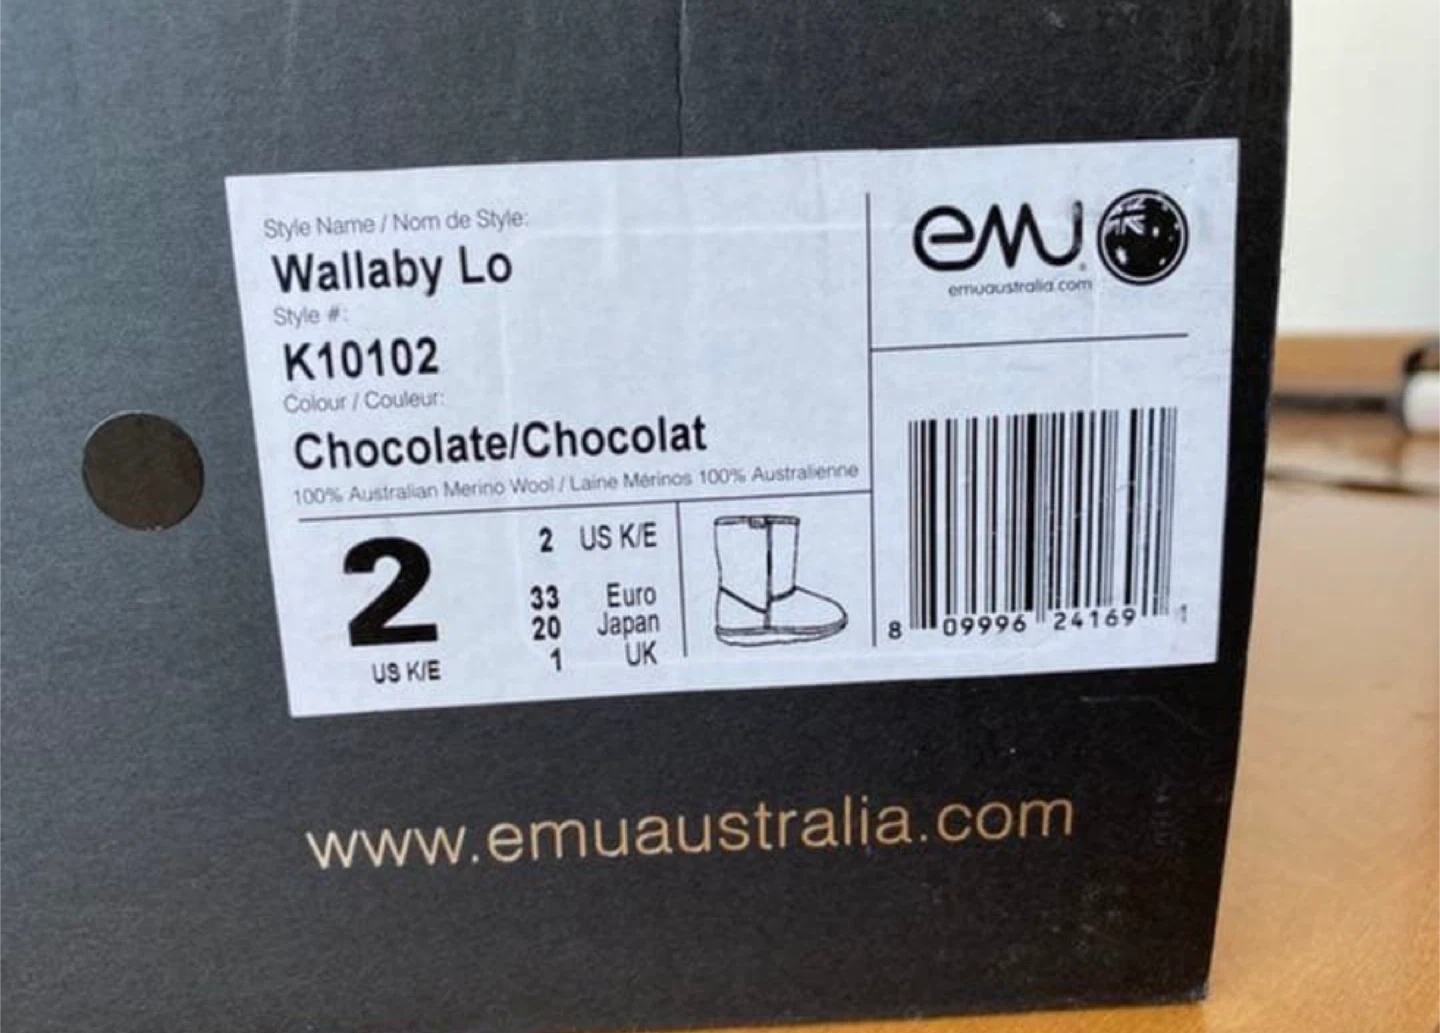 Style Name / Nom de Style:
Wallaby Lo
Style #:
K10102
Colour / Couleur:
Chocolate/Chocolat
100% Australian Merino Wool / Laine Mérinos 100% Australienne
2
US K/E
2 US K/E
33 Euro
20 Japan
1 UK
emu®
emuaustralia.com
8 09996 24169 1
www.emuaustralia.com